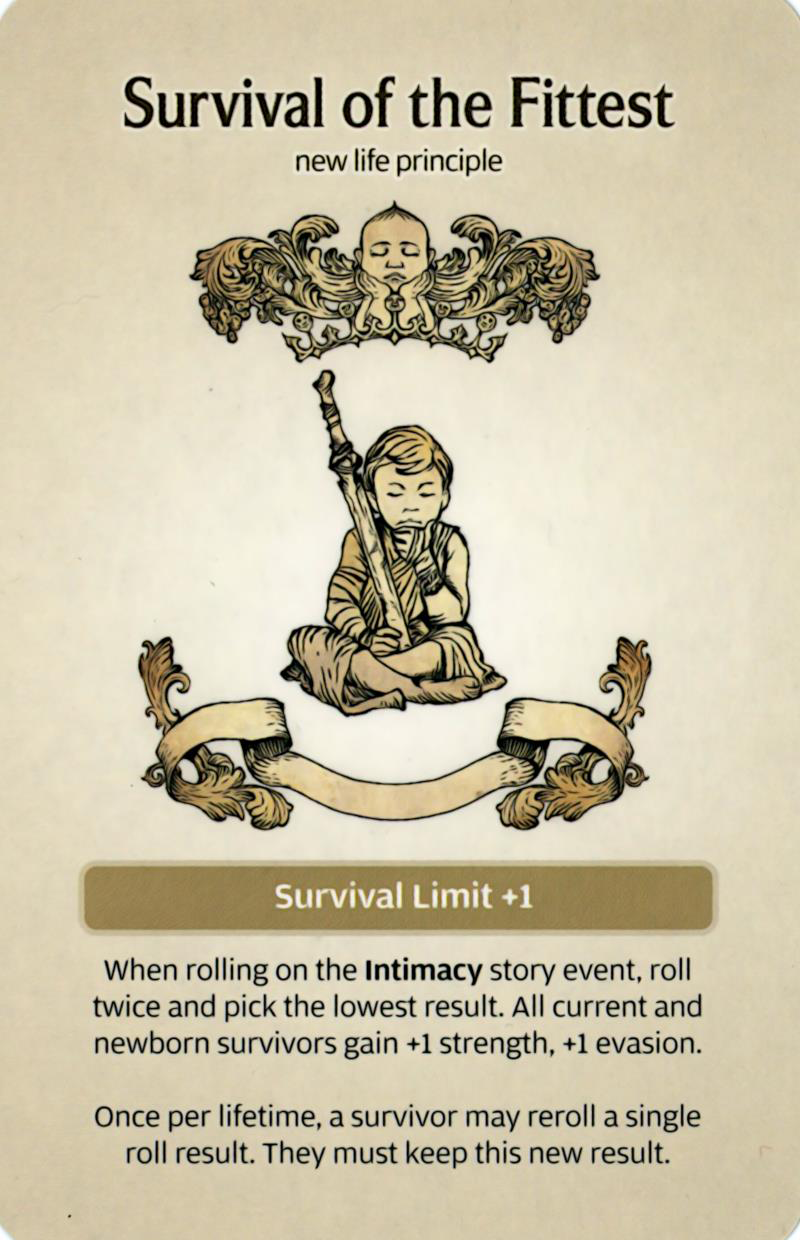 Survival of the Fittest
new life principle
Survival Limit +1
When rolling on the Intimacy story event, roll
twice and pick the lowest result. All current and
newborn survivors gain +1 strength, +1 evasion.
Once per lifetime, a survivor may reroll a single
roll result. They must keep this new result.